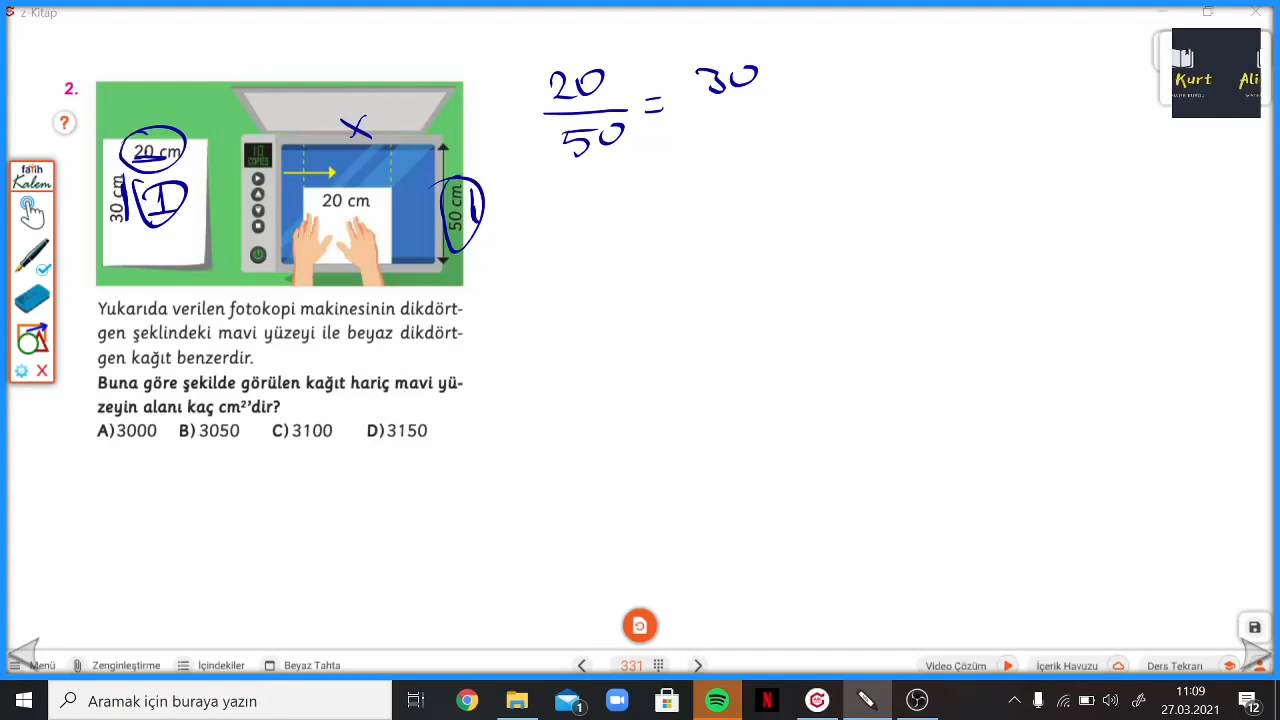 z-Kitap
Kurt Ali
2.
?
fatih
Kalem
20 cm
30 cm
I
10
COPIES
x
20 cm
50 cm
20/50 = 30
Yukarıda verilen fotokopi makinesinin dikdört-
gen şeklindeki mavi yüzeyi ile beyaz dikdört-
gen kağıt benzerdir.
Buna göre şekilde görülen kağıt hariç mavi yü-
zeyin alanı kaç cm²'dir?
A) 3000 B) 3050 C) 3100 D) 3150
Menü Zenginleştirme İçindekiler Beyaz Tahta 331 Video Çözüm İçerik Havuzu Ders Tekrarı
Aramak için buraya yazın
1
11:09
27.03.2021
12